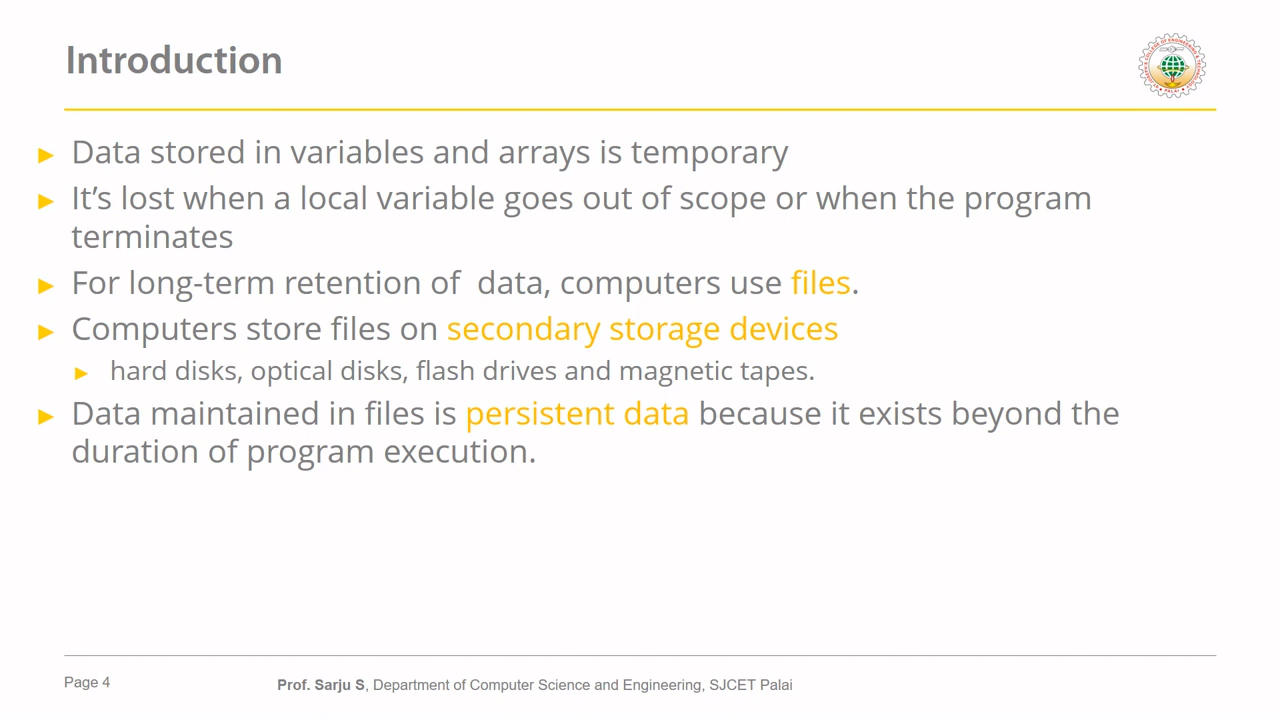 Introduction
Data stored in variables and arrays is temporary
It’s lost when a local variable goes out of scope or when the program
terminates
For long-term retention of  data, computers use files.
Computers store files on secondary storage devices
hard disks, optical disks, flash drives and magnetic tapes.
Data maintained in files is persistent data because it exists beyond the
duration of program execution.
Page 4
Prof. Sarju S, Department of Computer Science and Engineering, SJCET Palai